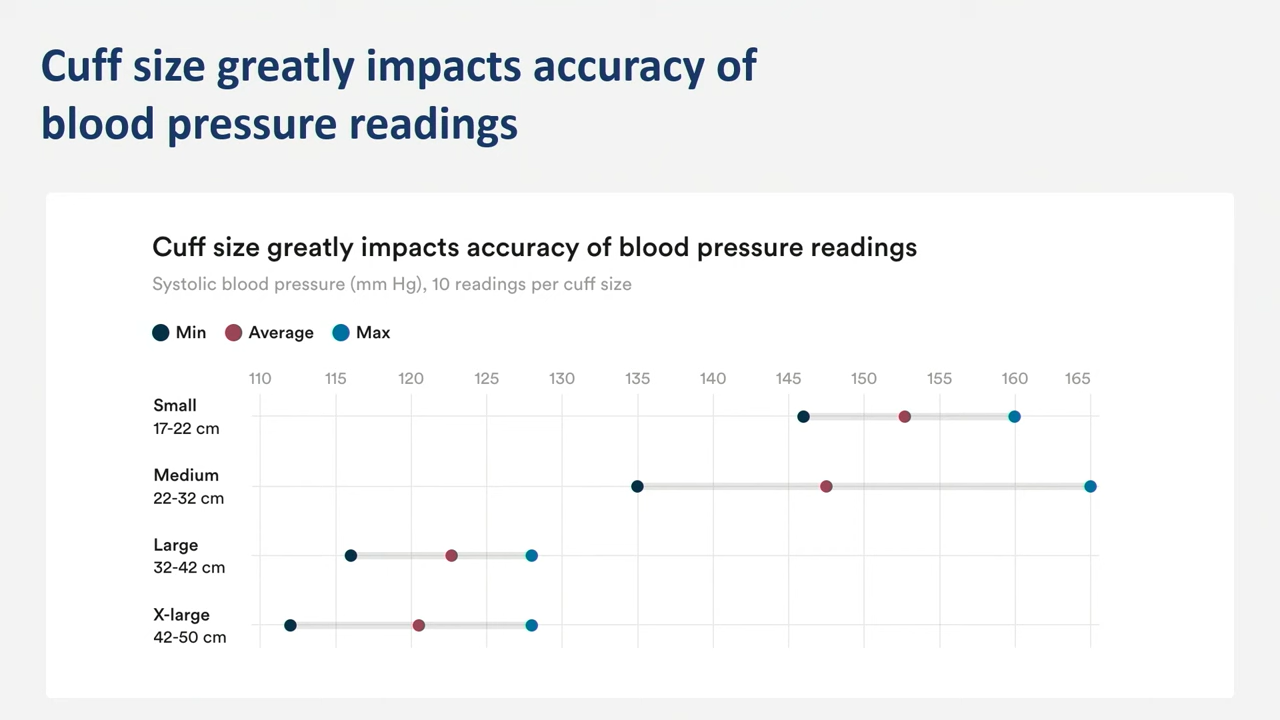 Cuff size greatly impacts accuracy of
blood pressure readings
Cuff size greatly impacts accuracy of blood pressure readings
Systolic blood pressure (mm Hg), 10 readings per cuff size
Min Average Max
110 115 120 125 130 135 140 145 150 155 160 165
Small
17-22 cm
Medium
22-32 cm
Large
32-42 cm
X-large
42-50 cm